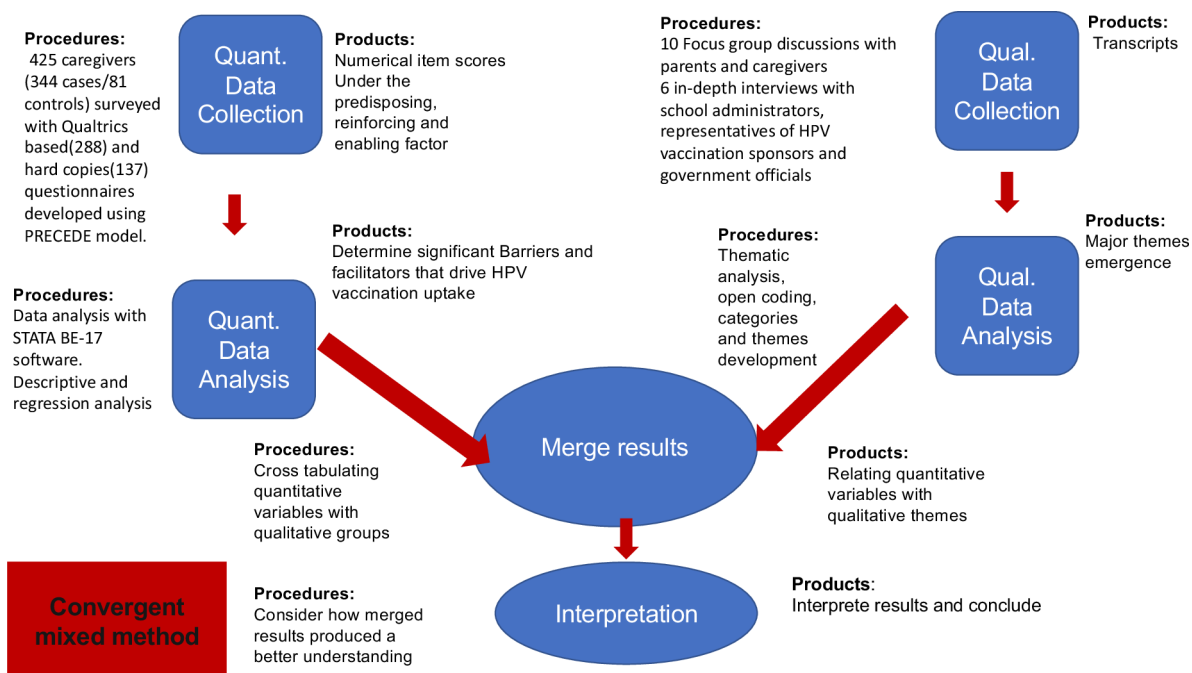 Procedures:
425 caregivers
(344 cases/81
controls) surveyed
with Qualtrics
based(288) and
hard copies(137)
questionnaires
developed using
PRECEDE model.
Quant.
Data
Collection
Products:
Numerical item scores
Under the
predisposing,
reinforcing and
enabling factor
Procedures:
10 Focus group discussions with
parents and caregivers
6 in-depth interviews with
school administrators,
representatives of HPV
vaccination sponsors and
government officials
Qual.
Data
Collection
Products:
Transcripts
Procedures:
Data analysis with
STATA BE-17
software.
Descriptive and
regression analysis
Quant.
Data
Analysis
Products:
Determine significant Barriers and
facilitators that drive HPV
vaccination uptake
Procedures:
Thematic
analysis,
open coding,
categories
and themes
development
Qual.
Data
Analysis
Products:
Major themes
emergence
Procedures:
Cross tabulating
quantitative
variables with
qualitative groups
Merge results
Products:
Relating quantitative
variables with
qualitative themes
Convergent
mixed method
Procedures:
Consider how merged
results produced a
better understanding
Interpretation
Products:
Interprete results and conclude